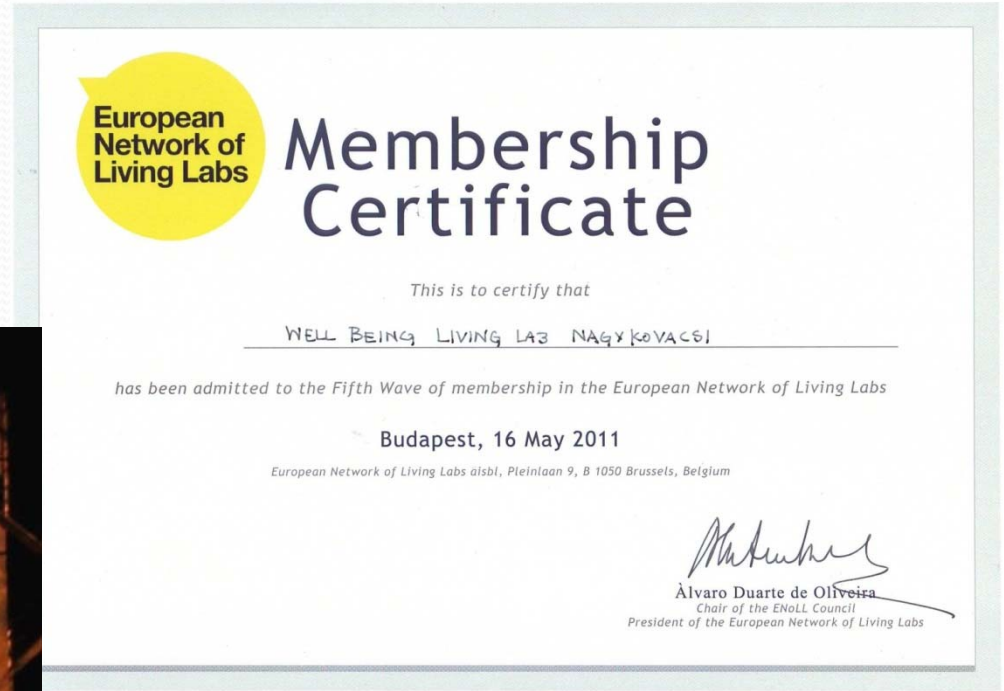 European
Network of
Living Labs
Membership
Certificate
This is to certify that
WELL BEING LIVING LAB NAGYKOVACSI
has been admitted to the Fifth Wave of membership in the European Network of Living Labs
Budapest, 16 May 2011
European Network of Living Labs aisbl, Pleinlaan 9, B 1050 Brussels, Belgium
Àlvaro Duarte de Oliveira
Chair of the ENoLL Council
President of the European Network of Living Labs